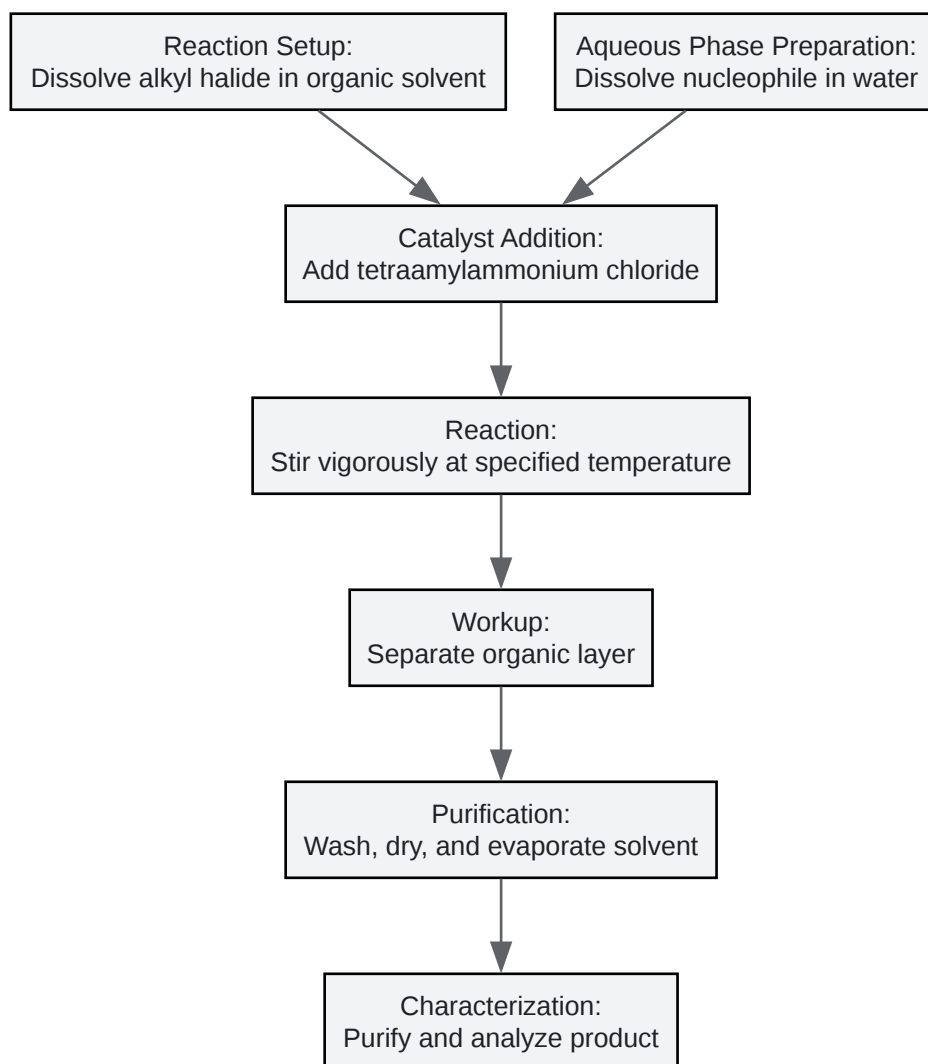 Reaction Setup:
Dissolve alkyl halide in organic solvent
Aqueous Phase Preparation:
Dissolve nucleophile in water
Catalyst Addition:
Add tetraamylammonium chloride
Reaction:
Stir vigorously at specified temperature
Workup:
Separate organic layer
Purification:
Wash, dry, and evaporate solvent
Characterization:
Purify and analyze product